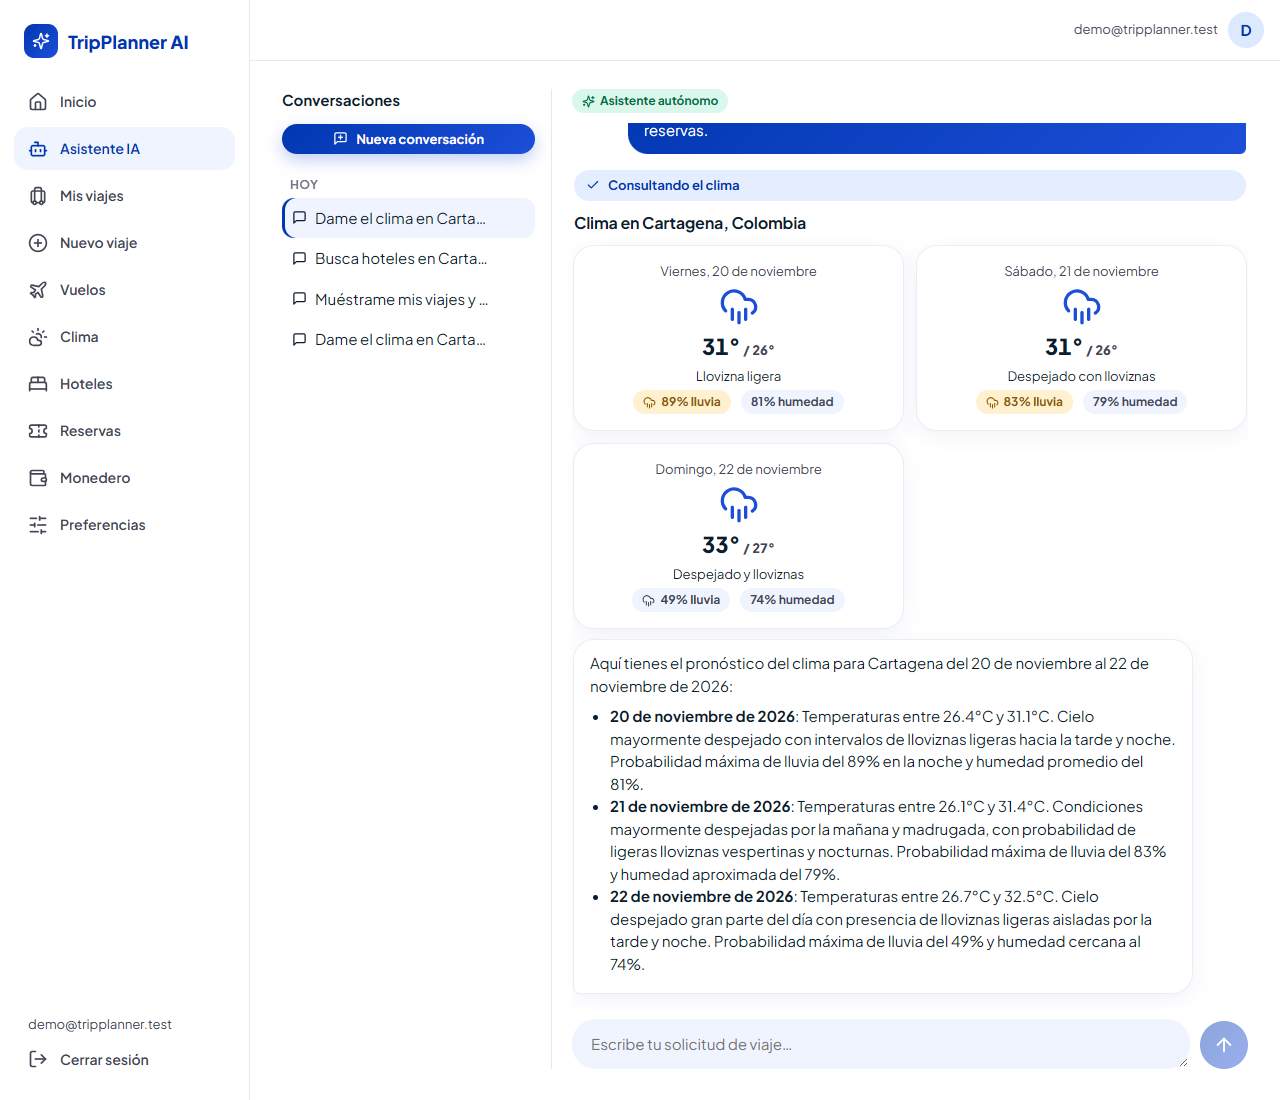 TripPlanner AI
Inicio
Asistente IA
Mis viajes
Nuevo viaje
Vuelos
Clima
Hoteles
Reservas
Monedero
Preferencias
demo@tripplanner.test
Cerrar sesión
demo@tripplanner.test
D
Conversaciones
Nueva conversación
HOY
Dame el clima en Carta...
Busca hoteles en Carta...
Muéstrame mis viajes y ...
Dame el clima en Carta...
Asistente autónomo
reservas.
Consultando el clima
Clima en Cartagena, Colombia
Viernes, 20 de noviembre
31° / 26°
Llovizna ligera
89% lluvia
81% humedad
Sábado, 21 de noviembre
31° / 26°
Despejado con lloviznas
83% lluvia
79% humedad
Domingo, 22 de noviembre
33° / 27°
Despejado y lloviznas
49% lluvia
74% humedad
Aquí tienes el pronóstico del clima para Cartagena del 20 de noviembre al 22 de
noviembre de 2026:
• 20 de noviembre de 2026: Temperaturas entre 26.4°C y 31.1°C. Cielo
mayormente despejado con intervalos de lloviznas ligeras hacia la tarde y noche.
Probabilidad máxima de lluvia del 89% en la noche y humedad promedio del
81%.
• 21 de noviembre de 2026: Temperaturas entre 26.1°C y 31.4°C. Condiciones
mayormente despejadas por la mañana y madrugada, con probabilidad de
ligeras lloviznas vespertinas y nocturnas. Probabilidad máxima de lluvia del 83%
y humedad aproximada del 79%.
• 22 de noviembre de 2026: Temperaturas entre 26.7°C y 32.5°C. Cielo
despejado gran parte del día con presencia de lloviznas ligeras aisladas por la
tarde y noche. Probabilidad máxima de lluvia del 49% y humedad cercana al
74%.
Escribe tu solicitud de viaje...